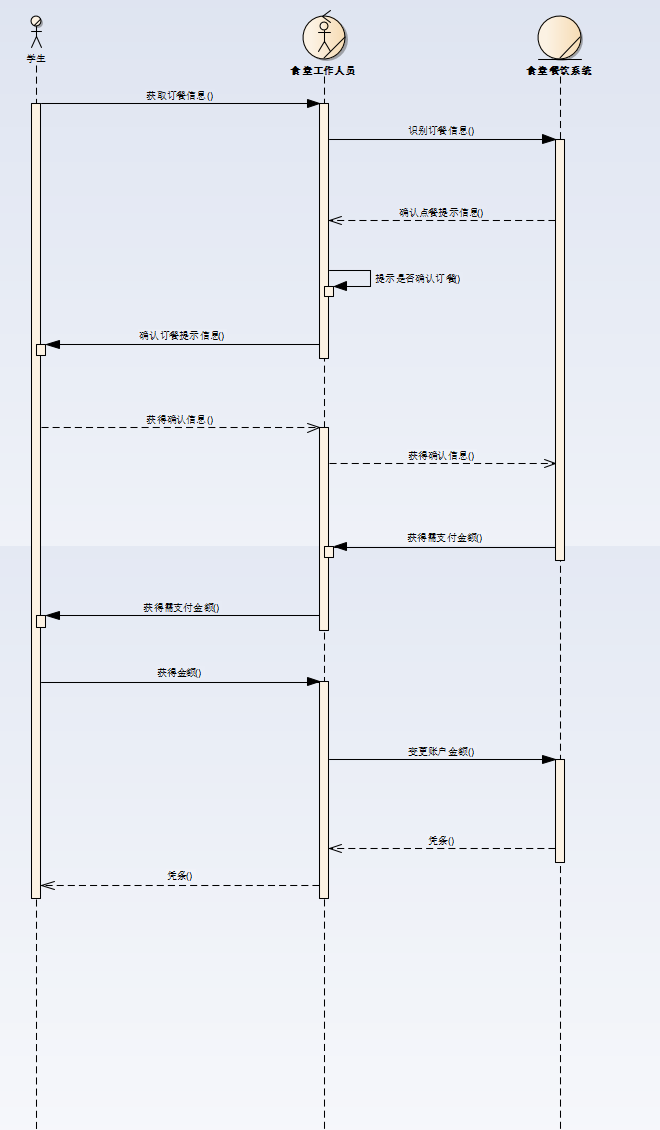 学生
食堂工作人员
食堂餐饮系统
获取订餐信息()
识别订餐信息()
确认点餐提示信息()
提示是否确认订餐()
确认订餐提示信息()
获得确认信息()
获得确认信息()
获得需支付金额()
获得需支付金额()
获得金额()
变更账户金额()
凭条()
凭条()